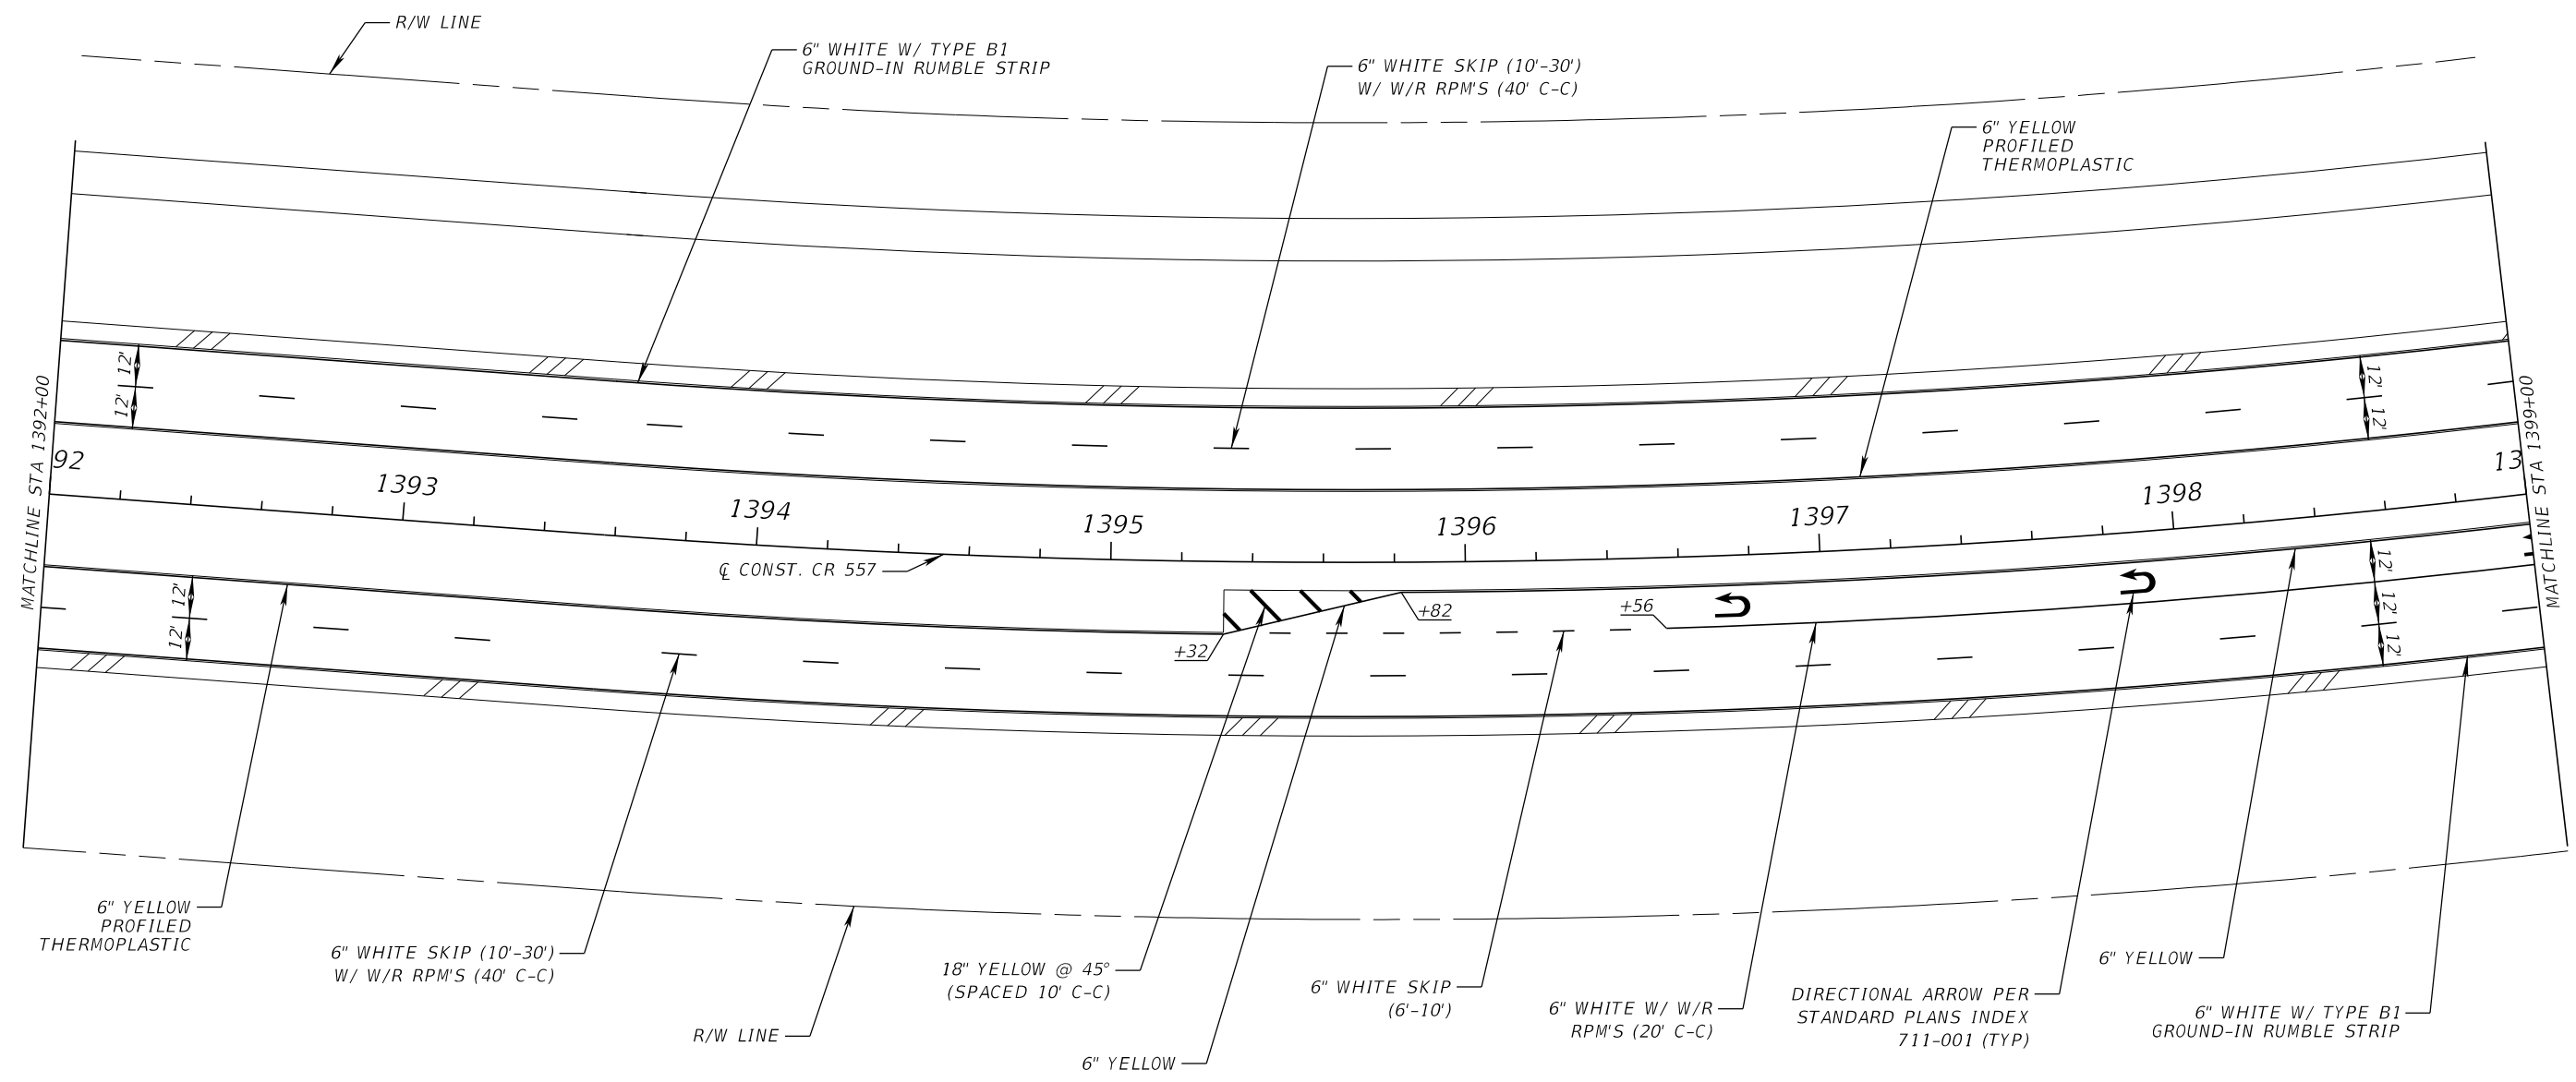 R/W LINE
6" WHITE W/ TYPE B1
GROUND-IN RUMBLE STRIP
6" WHITE SKIP (10'-30')
W/ W/R RPM'S (40' C-C)
6" YELLOW
PROFILED
THERMOPLASTIC
MATCHLINE STA 1392+00
12'
12'
12'
12'
MATCHLINE STA 1399+00
92
1393
1394
1395
1396
1397
1398
13
℄ CONST. CR 557
12'
12'
+32
+82
+56
12'
12'
12'
6" YELLOW
PROFILED
THERMOPLASTIC
6" WHITE SKIP (10'-30')
W/ W/R RPM'S (40' C-C)
R/W LINE
18" YELLOW @ 45°
(SPACED 10' C-C)
6" YELLOW
6" WHITE SKIP
(6'-10')
6" WHITE W/ W/R
RPM'S (20' C-C)
DIRECTIONAL ARROW PER
STANDARD PLANS INDEX
711-001 (TYP)
6" YELLOW
6" WHITE W/ TYPE B1
GROUND-IN RUMBLE STRIP